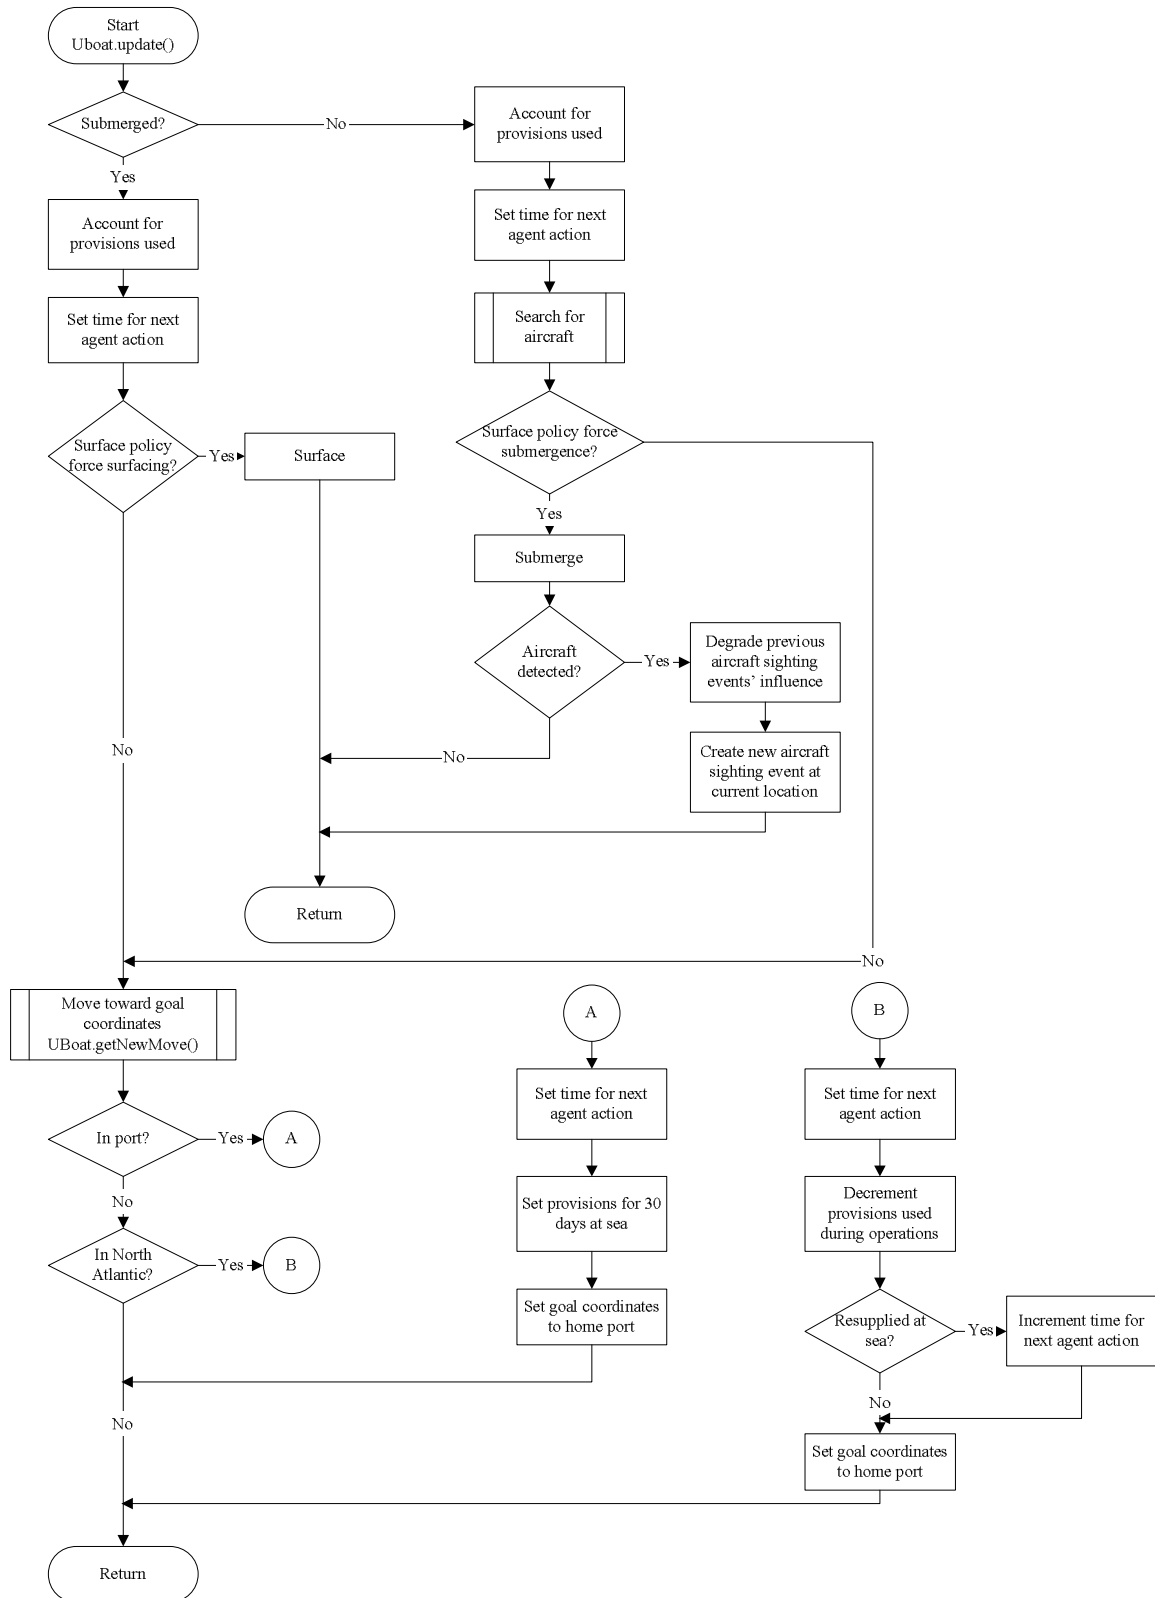 Start
Uboat.update()
Submerged?
No
Account for
provisions used
Yes
Account for
provisions used
Set time for next
agent action
Set time for next
agent action
Search for
aircraft
Surface policy
force surfacing?
Yes
Surface
Surface policy force
submergence?
Yes
Submerge
Aircraft
detected?
Yes
Degrade previous
aircraft sighting
events’ influence
No
No
Create new aircraft
sighting event at
current location
Return
No
Move toward goal
coordinates
UBoat.getNewMove()
A
B
Set time for next
agent action
Set time for next
agent action
In port?
Yes
A
No
Set provisions for 30
days at sea
Decrement
provisions used
during operations
In North
Atlantic?
Yes
B
Set goal coordinates
to home port
Resupplied at
sea?
Yes
Increment time for
next agent action
No
No
Set goal coordinates
to home port
Return